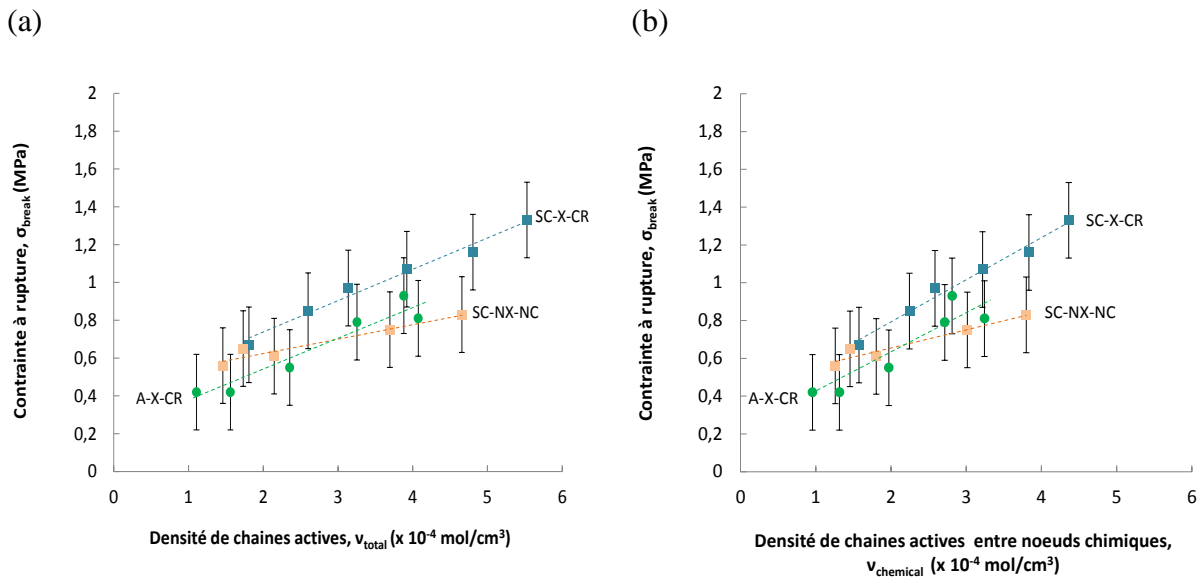 (a)
(b)
Contrainte à rupture, σbreak (MPa)
2
1,8
1,6
1,4
1,2
1
0,8
0,6
0,4
0,2
0
SC-X-CR
SC-NX-NC
A-X-CR
0 1 2 3 4 5 6
Densité de chaines actives, νtotal (x 10-4 mol/cm3)
Contrainte à rupture, σbreak (MPa)
2
1,8
1,6
1,4
1,2
1
0,8
0,6
0,4
0,2
0
SC-X-CR
SC-NX-NC
A-X-CR
0 1 2 3 4 5 6
Densité de chaines actives entre noeuds chimiques,
νchemical (x 10-4 mol/cm3)